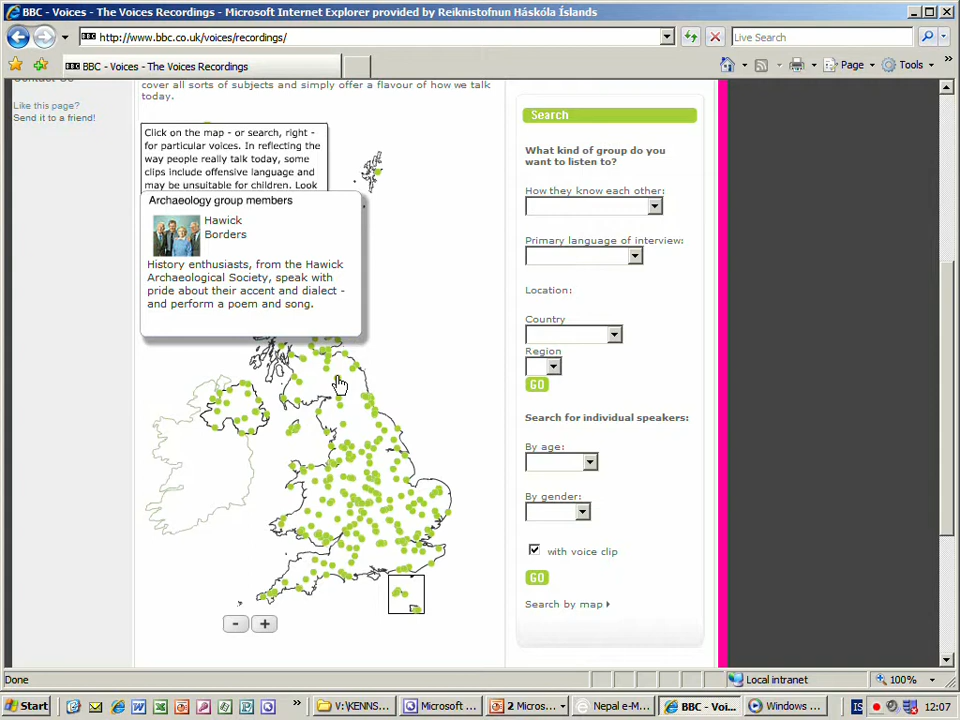 BBC - Voices - The Voices Recordings - Microsoft Internet Explorer provided by Reiknistofnun Háskóla Íslands
BBC http://www.bbc.co.uk/voices/recordings/
Live Search
BBC BBC - Voices - The Voices Recordings
Page
Tools
»
Like this page?
Send it to a friend!
cover all sorts of subjects and simply offer a flavour of how we talk
today.
Click on the map - or search, right -
for particular voices. In reflecting the
way people really talk today, some
clips include offensive language and
may be unsuitable for children. Look
Archaeology group members
Hawick
Borders
History enthusiasts, from the Hawick
Archaeological Society, speak with
pride about their accent and dialect -
and perform a poem and song.
- +
Search
What kind of group do you
want to listen to?
How they know each other:
Primary language of interview:
Location:
Country
Region
GO
Search for individual speakers:
By age:
By gender:
with voice clip
GO
Search by map
Done
Local intranet
100%
Start
»
V:\KENNS...
Microsoft ...
2 Micros...
Nepal e-M...
BBC - Voi...
Windows ...
IS
12:07